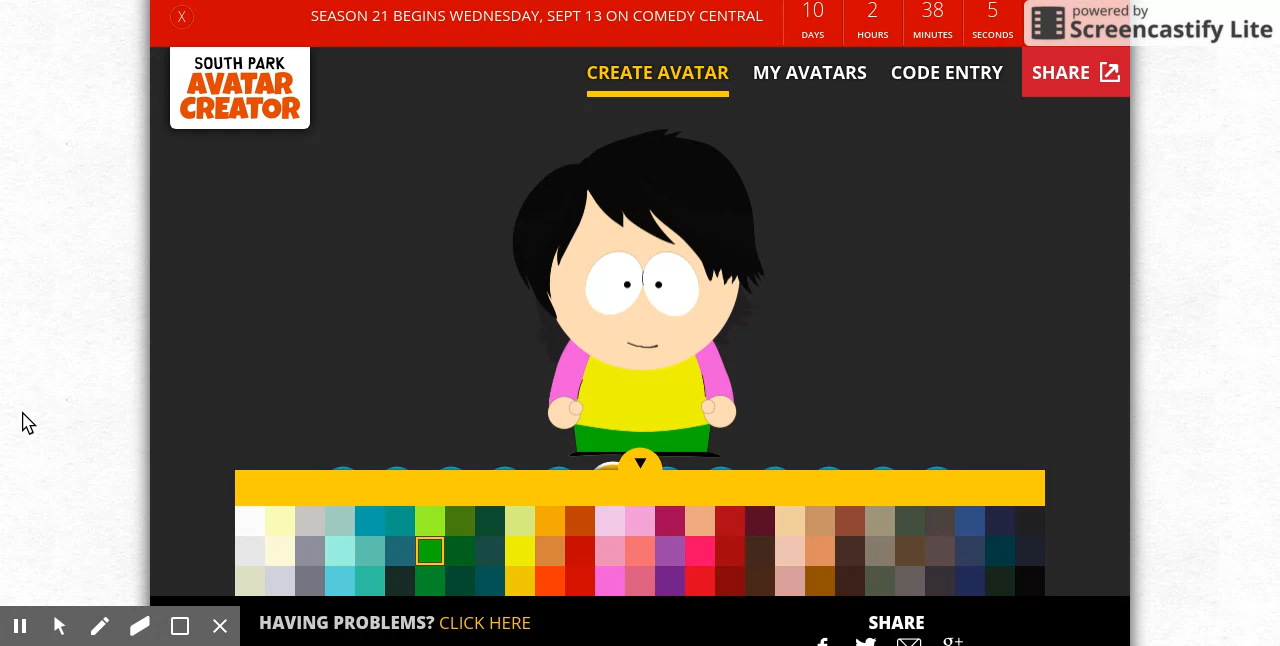 X
SEASON 21 BEGINS WEDNESDAY, SEPT 13 ON COMEDY CENTRAL
10 2 38 5
DAYS HOURS MINUTES SECONDS
powered by
Screencastify Lite
SOUTH PARK
AVATAR
CREATOR
CREATE AVATAR MY AVATARS CODE ENTRY SHARE
HAVING PROBLEMS? CLICK HERE
SHARE